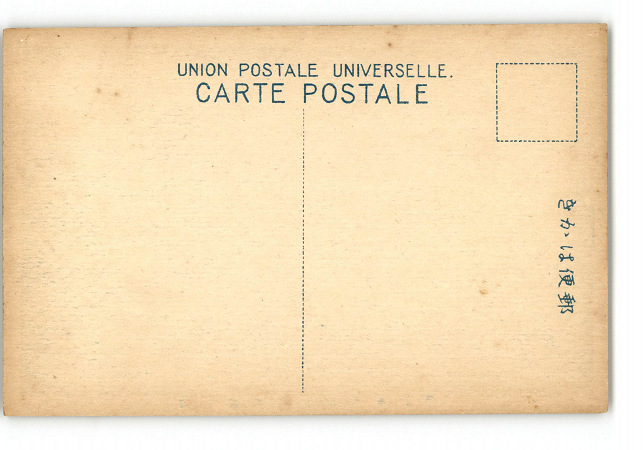 UNION POSTALE UNIVERSELLE.
CARTE POSTALE
郵便はかき